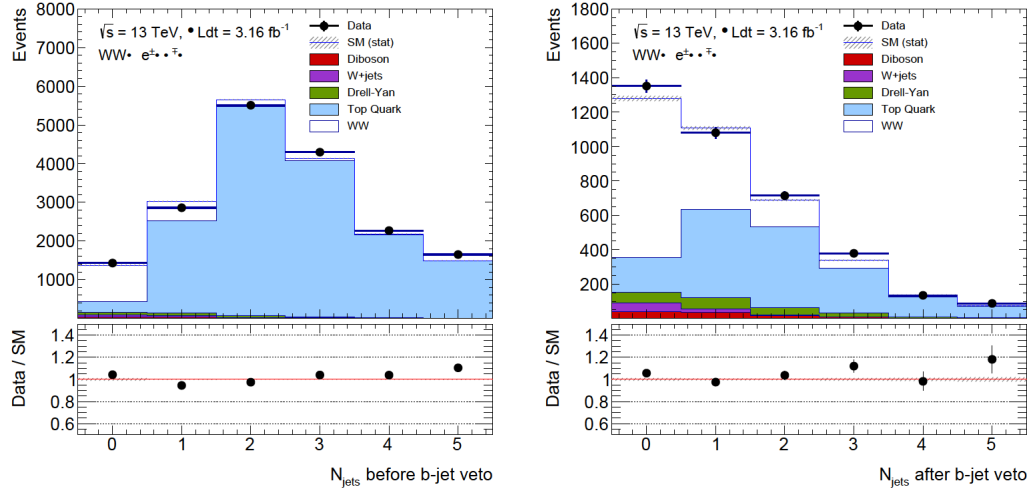 Events
8000
7000
6000
5000
4000
3000
2000
1000
√s = 13 TeV, • Ldt = 3.16 fb⁻¹
WW• e±• • ∓•
Data
SM (stat)
Diboson
W+jets
Drell-Yan
Top Quark
WW
Data / SM
1.4
1.2
1
0.8
0.6
0 1 2 3 4 5
N_jets before b-jet veto
Events
1800
1600
1400
1200
1000
800
600
400
200
√s = 13 TeV, • Ldt = 3.16 fb⁻¹
WW• e±• • ∓•
Data
SM (stat)
Diboson
W+jets
Drell-Yan
Top Quark
WW
Data / SM
1.4
1.2
1
0.8
0.6
0 1 2 3 4 5
N_jets after b-jet veto